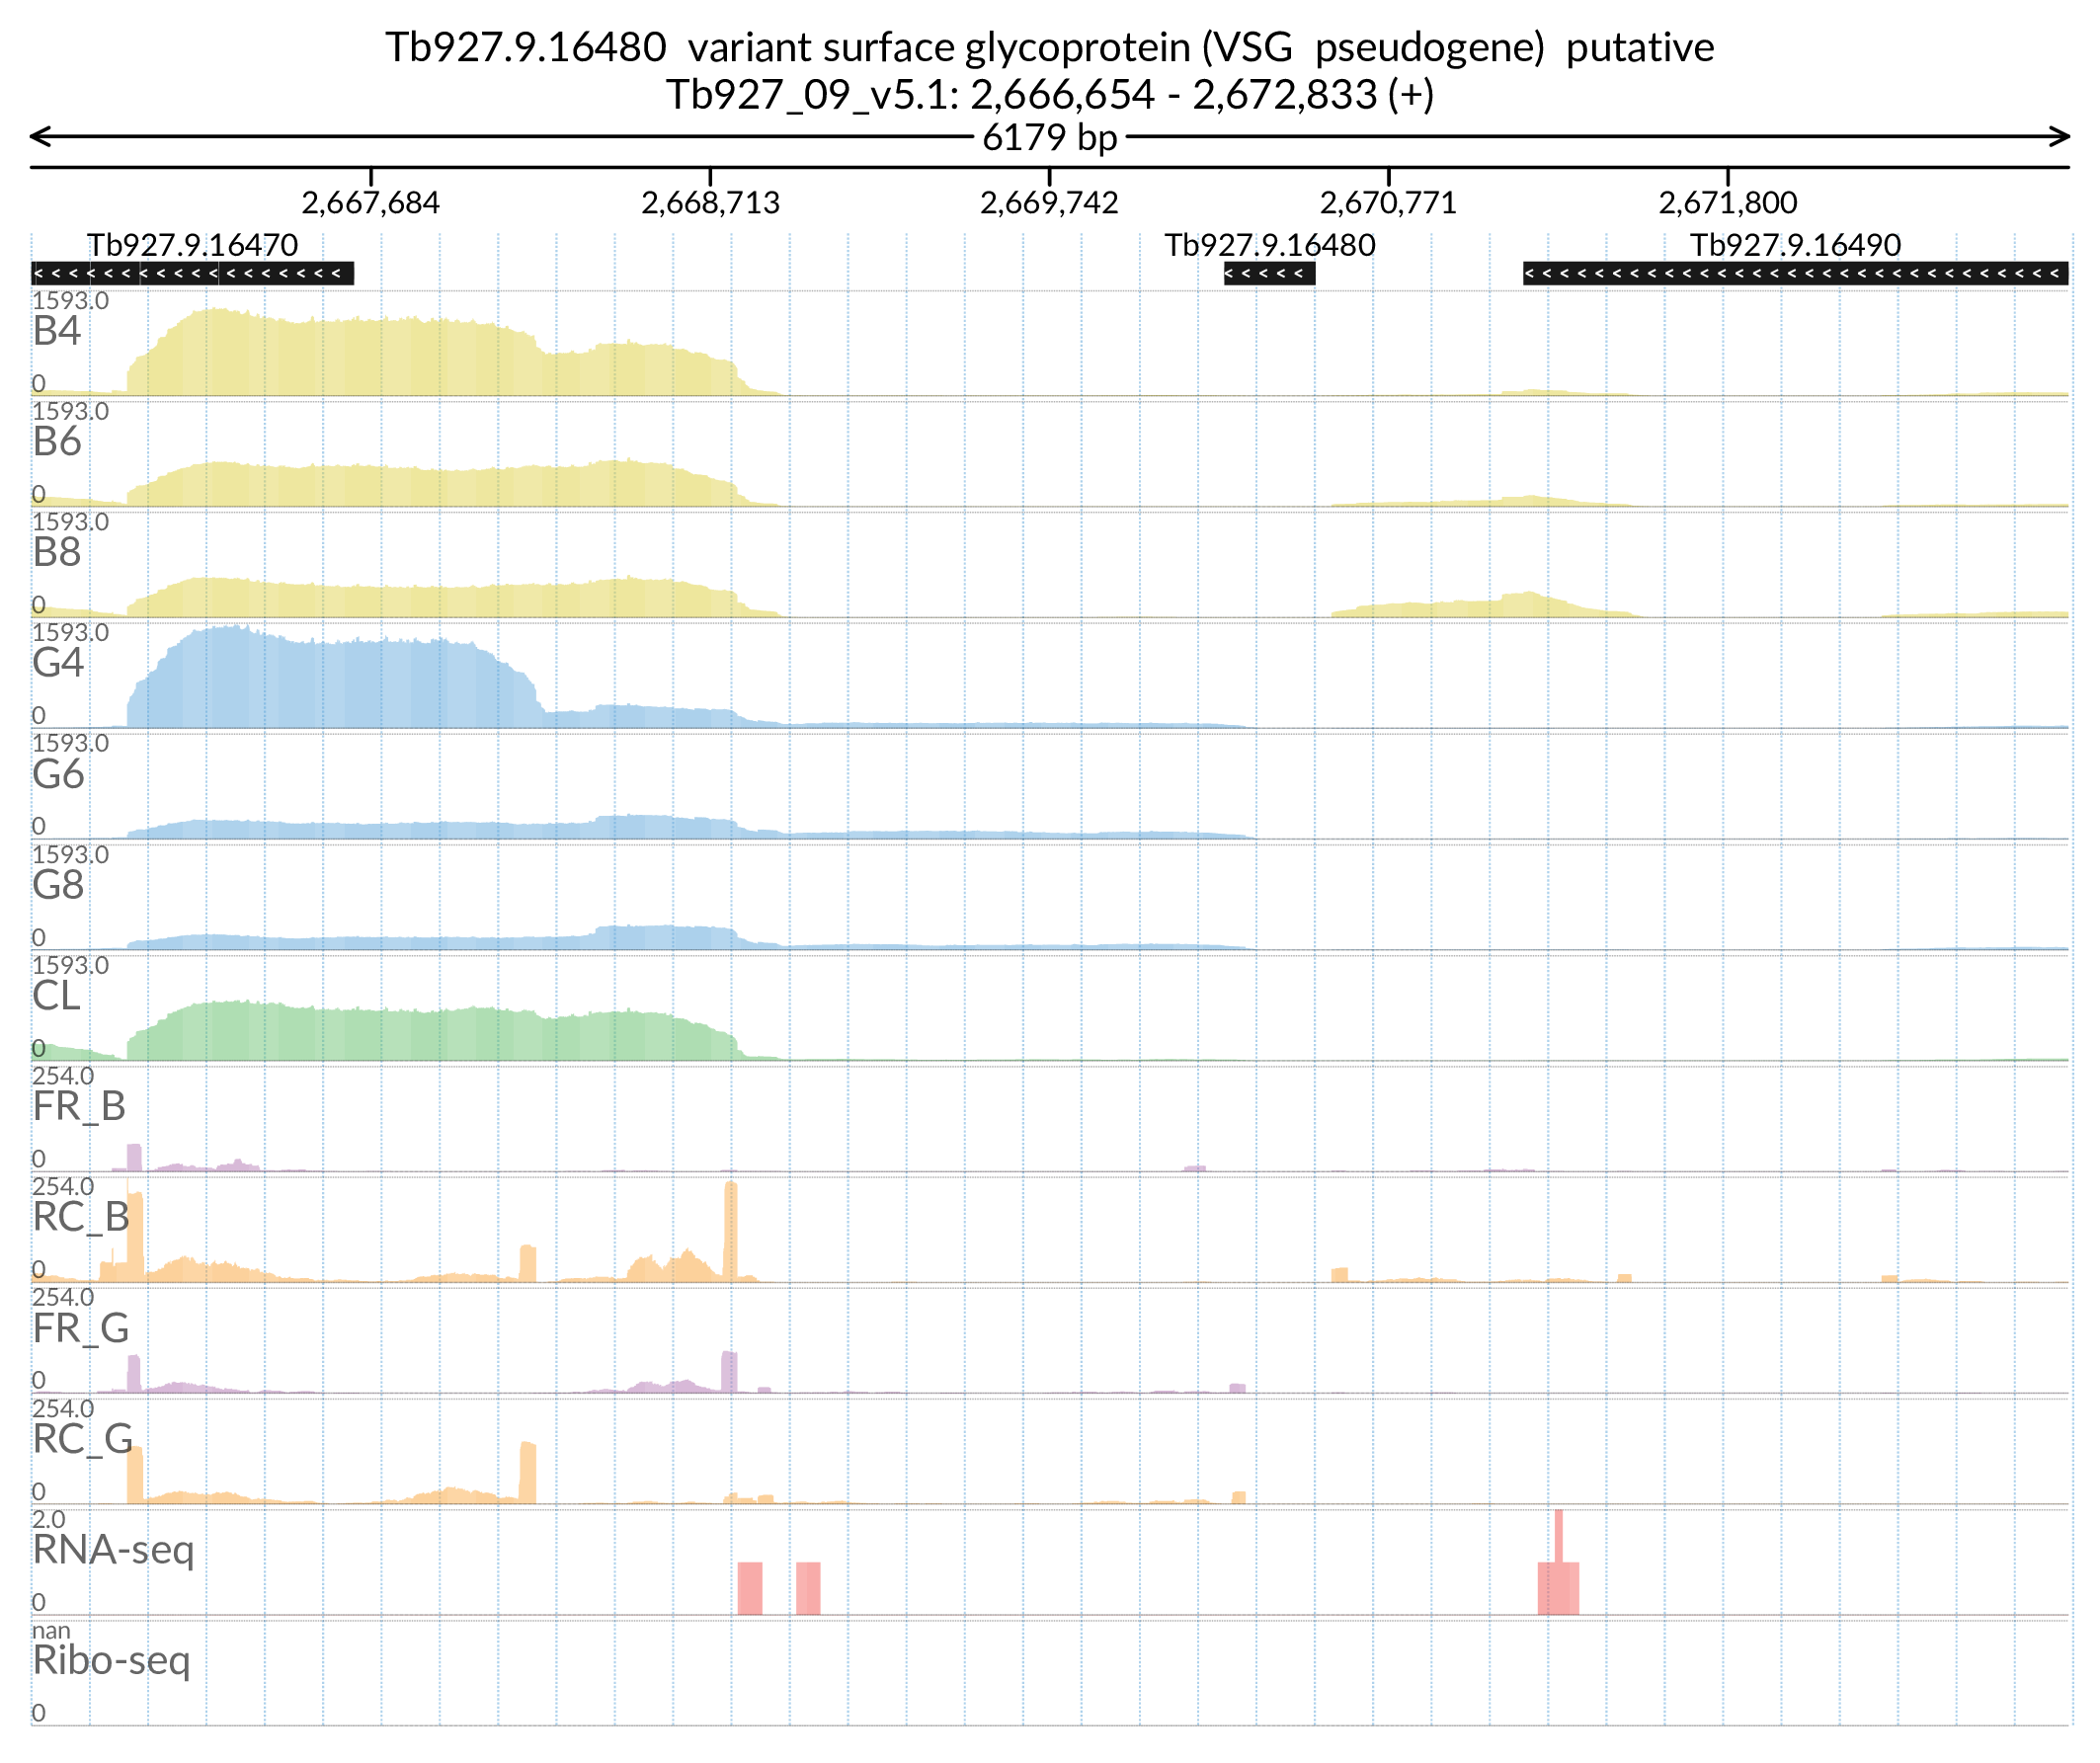 Tb927.9.16480  variant surface glycoprotein (VSG  pseudogene)  putative
Tb927_09_v5.1: 2,666,654 - 2,672,833 (+)
6179 bp
2,667,684 2,668,713 2,669,742 2,670,771 2,671,800
Tb927.9.16470 Tb927.9.16480 Tb927.9.16490
1593.0
B4
0
1593.0
B6
0
1593.0
B8
0
1593.0
G4
0
1593.0
G6
0
1593.0
G8
0
1593.0
CL
0
254.0
FR_B
0
254.0
RC_B
0
254.0
FR_G
0
254.0
RC_G
0
2.0
RNA-seq
0
nan
Ribo-seq
0